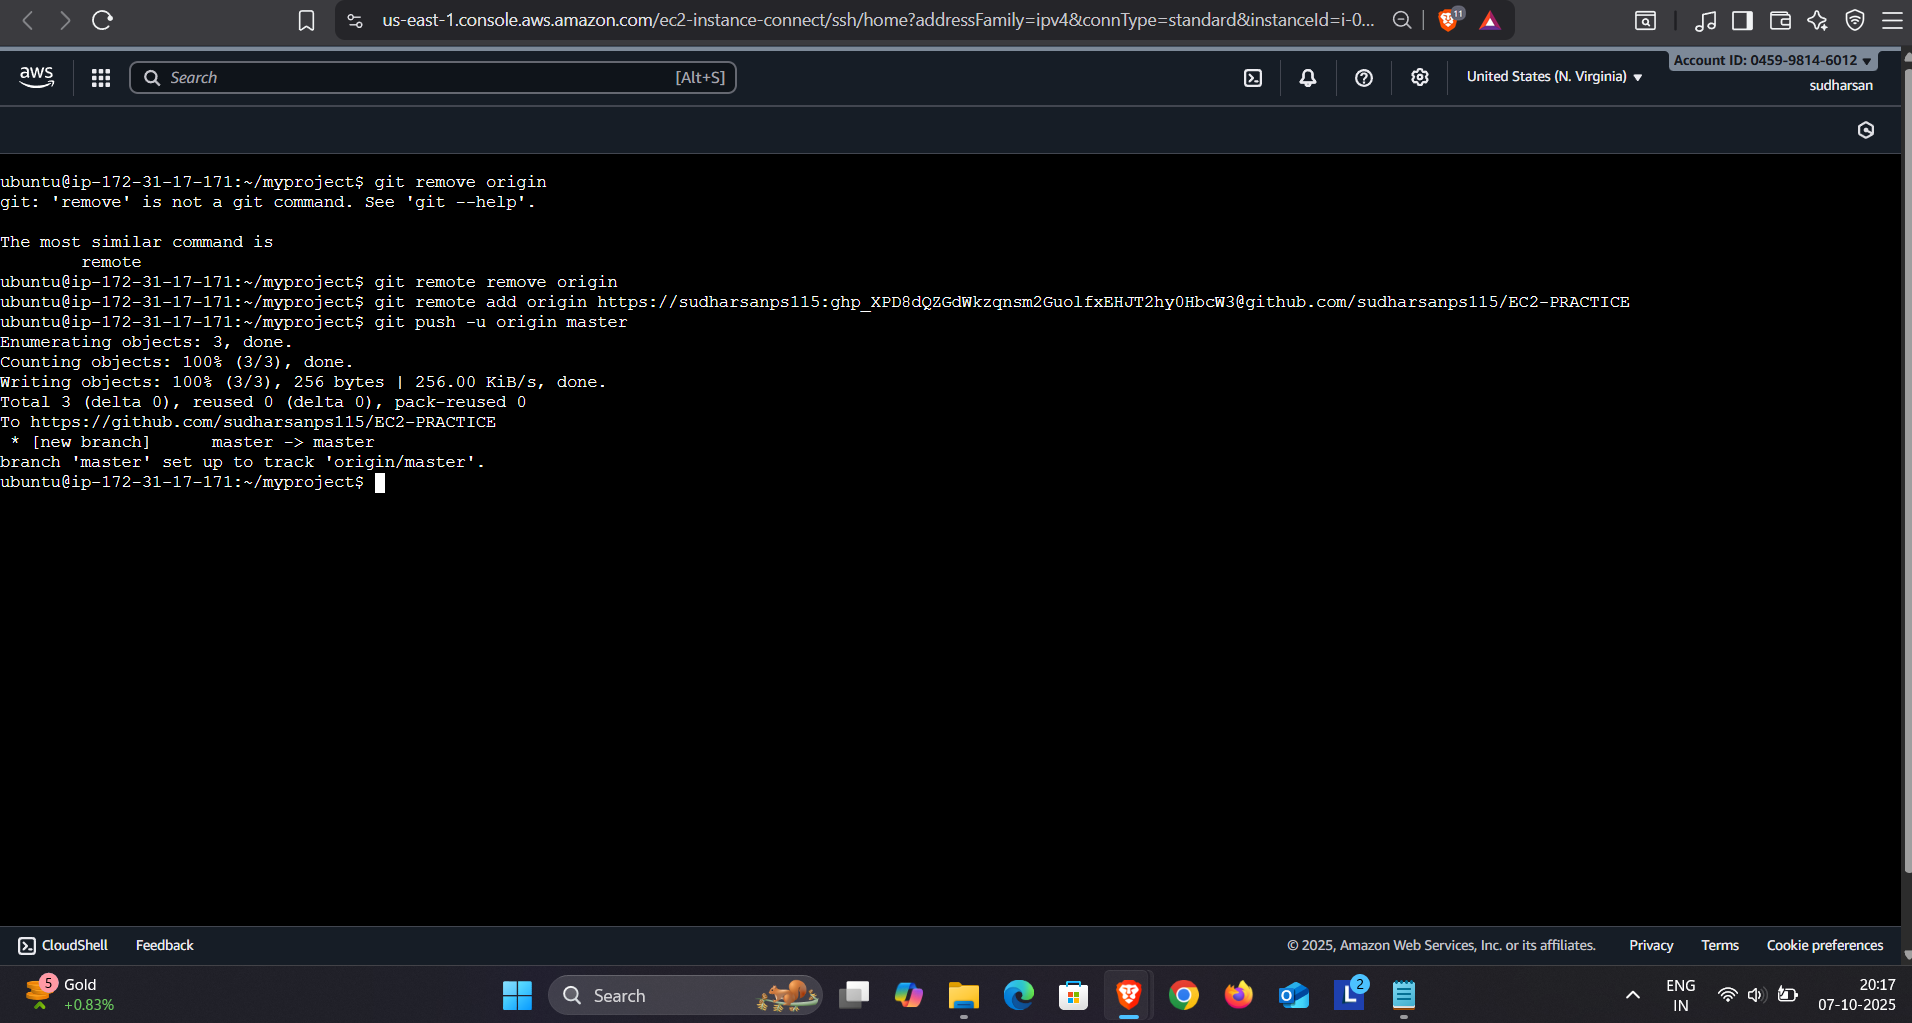 us-east-1.console.aws.amazon.com/ec2-instance-connect/ssh/home?addressFamily=ipv4&connType=standard&instanceId=i-0...
11
aws
Search
[Alt+S]
United States (N. Virginia)
Account ID: 0459-9814-6012
sudharsan
ubuntu@ip-172-31-17-171:~/myproject$ git remove origin
git: 'remove' is not a git command. See 'git --help'.
The most similar command is
remote
ubuntu@ip-172-31-17-171:~/myproject$ git remote remove origin
ubuntu@ip-172-31-17-171:~/myproject$ git remote add origin https://sudharsanps115: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@github.com/sudharsanps115/EC2-PRACTICE
ubuntu@ip-172-31-17-171:~/myproject$ git push -u origin master
Enumerating objects: 3, done.
Counting objects: 100% (3/3), done.
Writing objects: 100% (3/3), 256 bytes | 256.00 KiB/s, done.
Total 3 (delta 0), reused 0 (delta 0), pack-reused 0
To https://github.com/sudharsanps115/EC2-PRACTICE
* [new branch]      master -> master
branch 'master' set up to track 'origin/master'.
ubuntu@ip-172-31-17-171:~/myproject$
CloudShell
Feedback
© 2025, Amazon Web Services, Inc. or its affiliates.
Privacy
Terms
Cookie preferences
5
Gold
+0.83%
Search
2
ENG
IN
20:17
07-10-2025